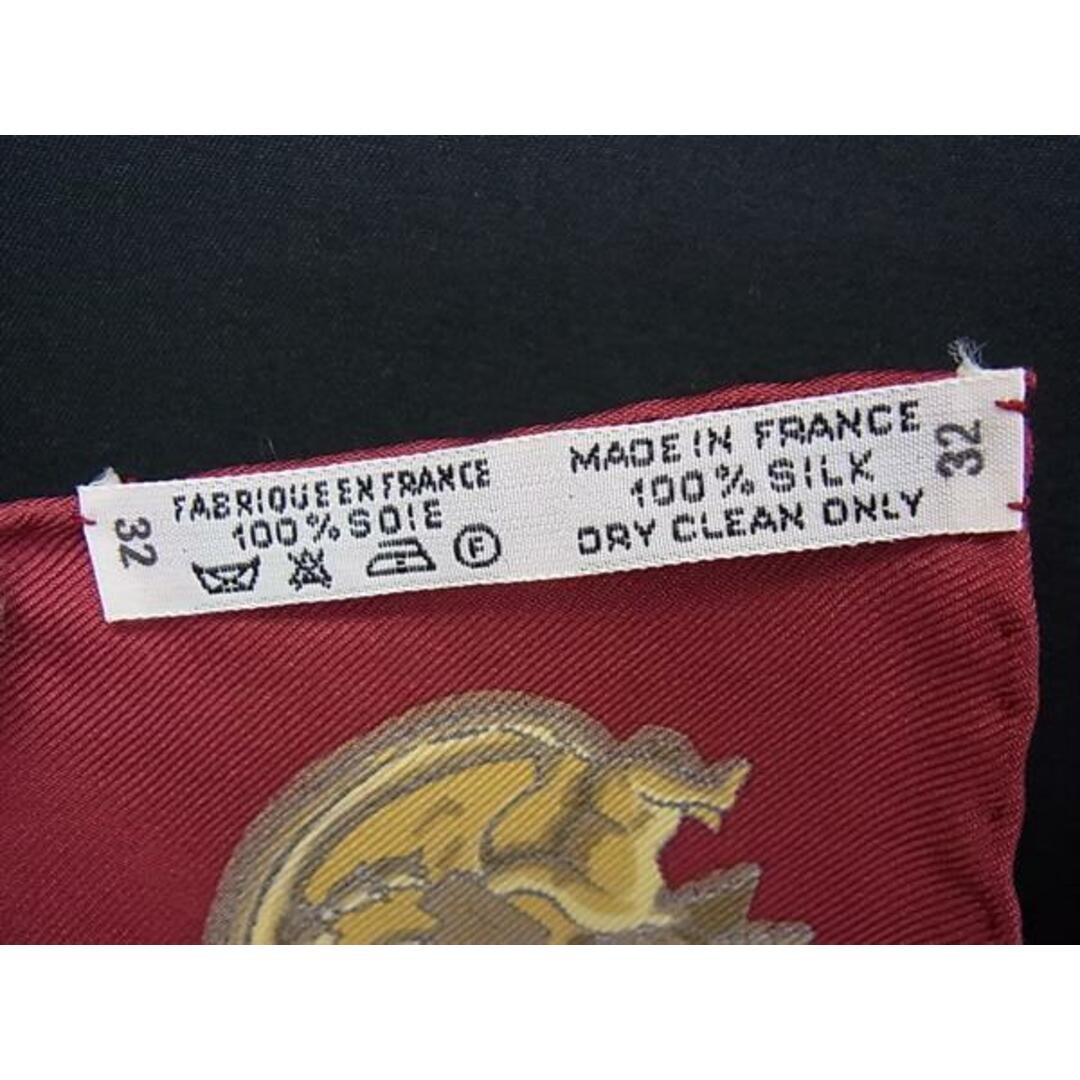 32
FABRIQUE EN FRANCE
100% SOIE
F
MADE IN FRANCE
100% SILK
DRY CLEAN ONLY
32